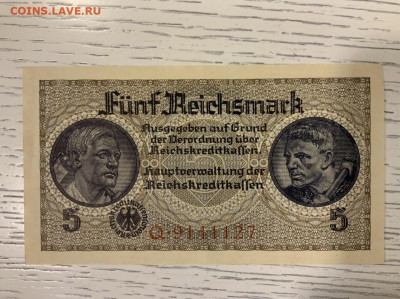 COINS.LAVE.RU
Fünf Reichsmark
Ausgegeben auf Grund
der Verordnung über
Reichskreditkassen.
Hauptverwaltung der
Reichskreditkassen
5
5
Q·9141127